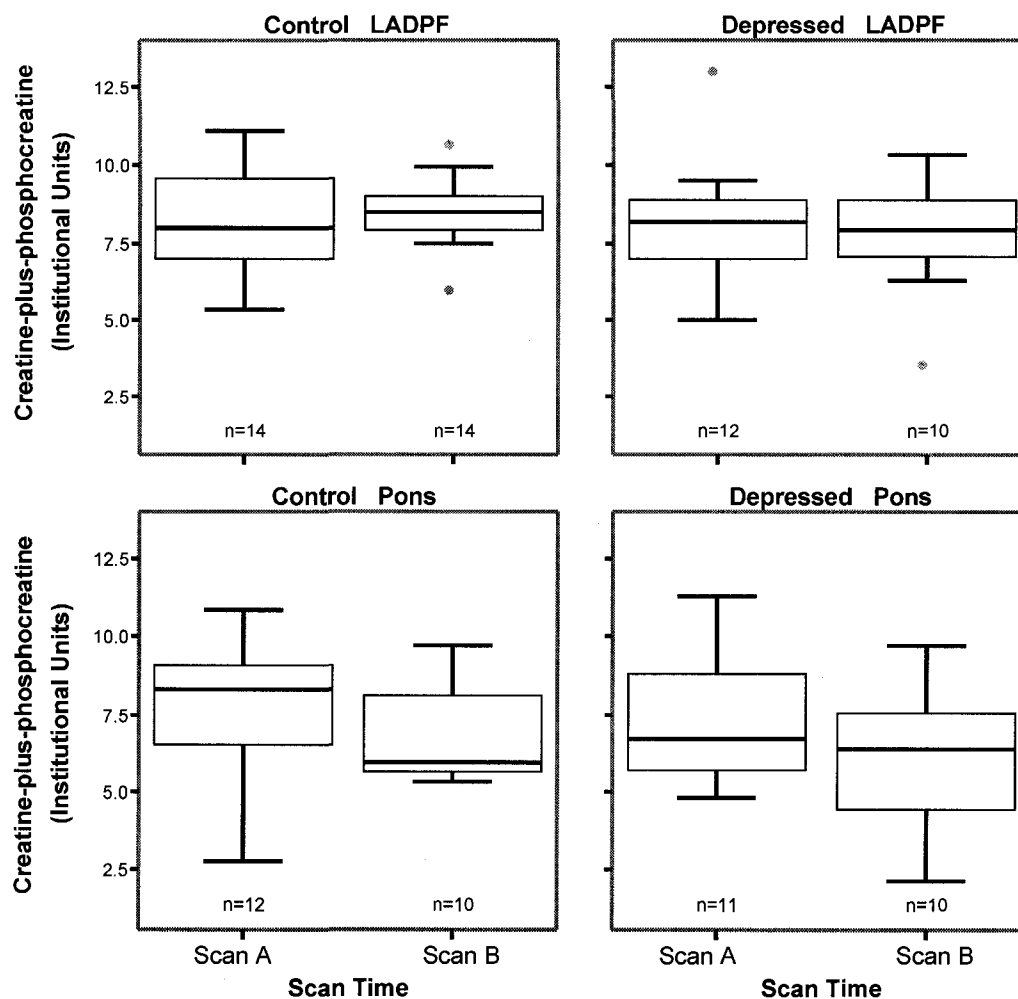 Control LADPF
Depressed LADPF
Creatine-plus-phosphocreatine
(Institutional Units)
12.5
10.0
7.5
5.0
2.5
n=14
n=14
n=12
n=10
Control Pons
Depressed Pons
Creatine-plus-phosphocreatine
(Institutional Units)
12.5
10.0
7.5
5.0
2.5
n=12
n=10
n=11
n=10
Scan A
Scan B
Scan A
Scan B
Scan Time
Scan Time